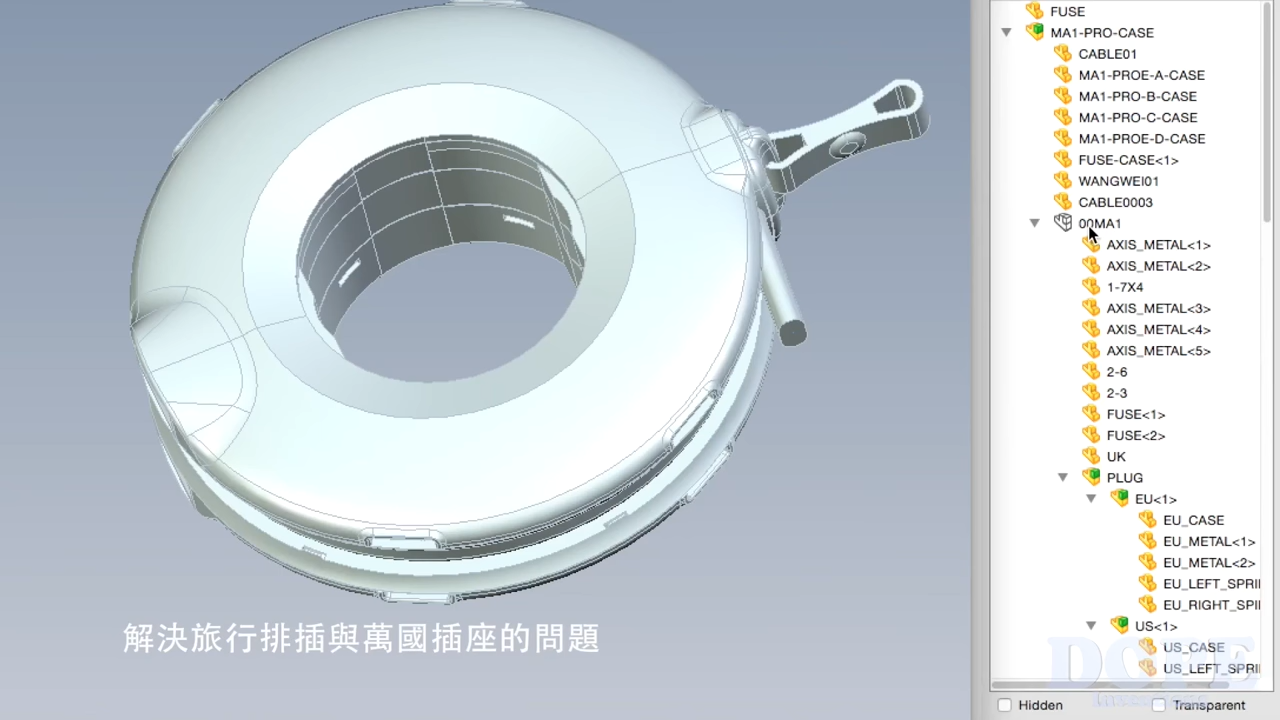 FUSE
MA1-PRO-CASE
CABLE01
MA1-PROE-A-CASE
MA1-PRO-B-CASE
MA1-PRO-C-CASE
MA1-PROE-D-CASE
FUSE-CASE<1>
WANGWEI01
CABLE0003
00MA1
AXIS_METAL<1>
AXIS_METAL<2>
1-7X4
AXIS_METAL<3>
AXIS_METAL<4>
AXIS_METAL<5>
2-6
2-3
FUSE<1>
FUSE<2>
UK
PLUG
EU<1>
EU_CASE
EU_METAL<1>
EU_METAL<2>
EU_LEFT_SPRI
EU_RIGHT_SPI
US<1>
US_CASE
US_LEFT_SPRI
Hidden
Transparent
解決旅行排插與萬國插座的問題